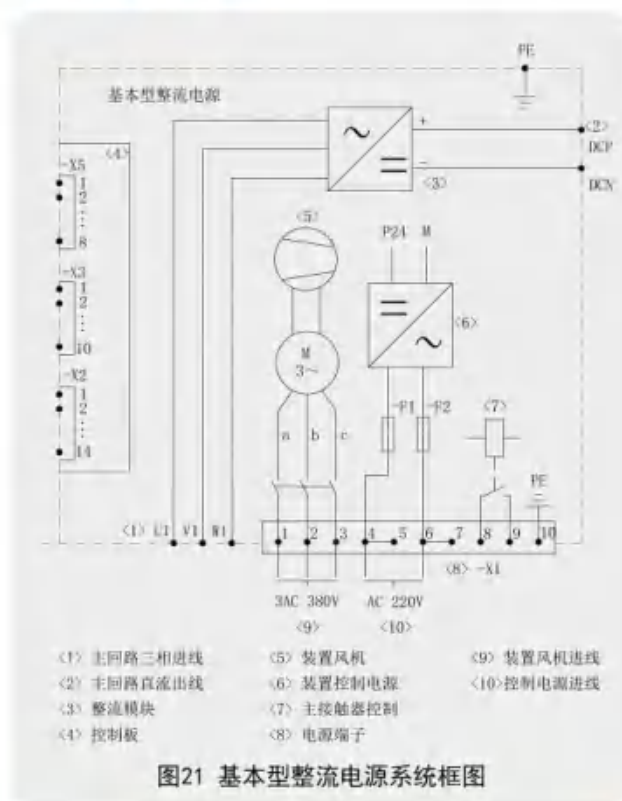 PE
基本型整流电源
<4>
+
<2>
DCP
-X5
1
2
8
−
<3>
DCN
<5>
P24 M
-X3
1
2
10
<6>
M
3~
-X2
1
2
14
-F1
-F2
<7>
a b c
PE
<1> U1 V1 W1
1 2 3 4 5 6 7 8 9 10
<8> -X1
3AC 380V
AC 220V
<9>
<10>
<1> 主回路三相进线
<5> 装置风机
<9> 装置风机进线
<2> 主回路直流出线
<6> 装置控制电源
<10>控制电源进线
<3> 整流模块
<7> 主接触器控制
<4> 控制板
<8> 电源端子
图21 基本型整流电源系统框图